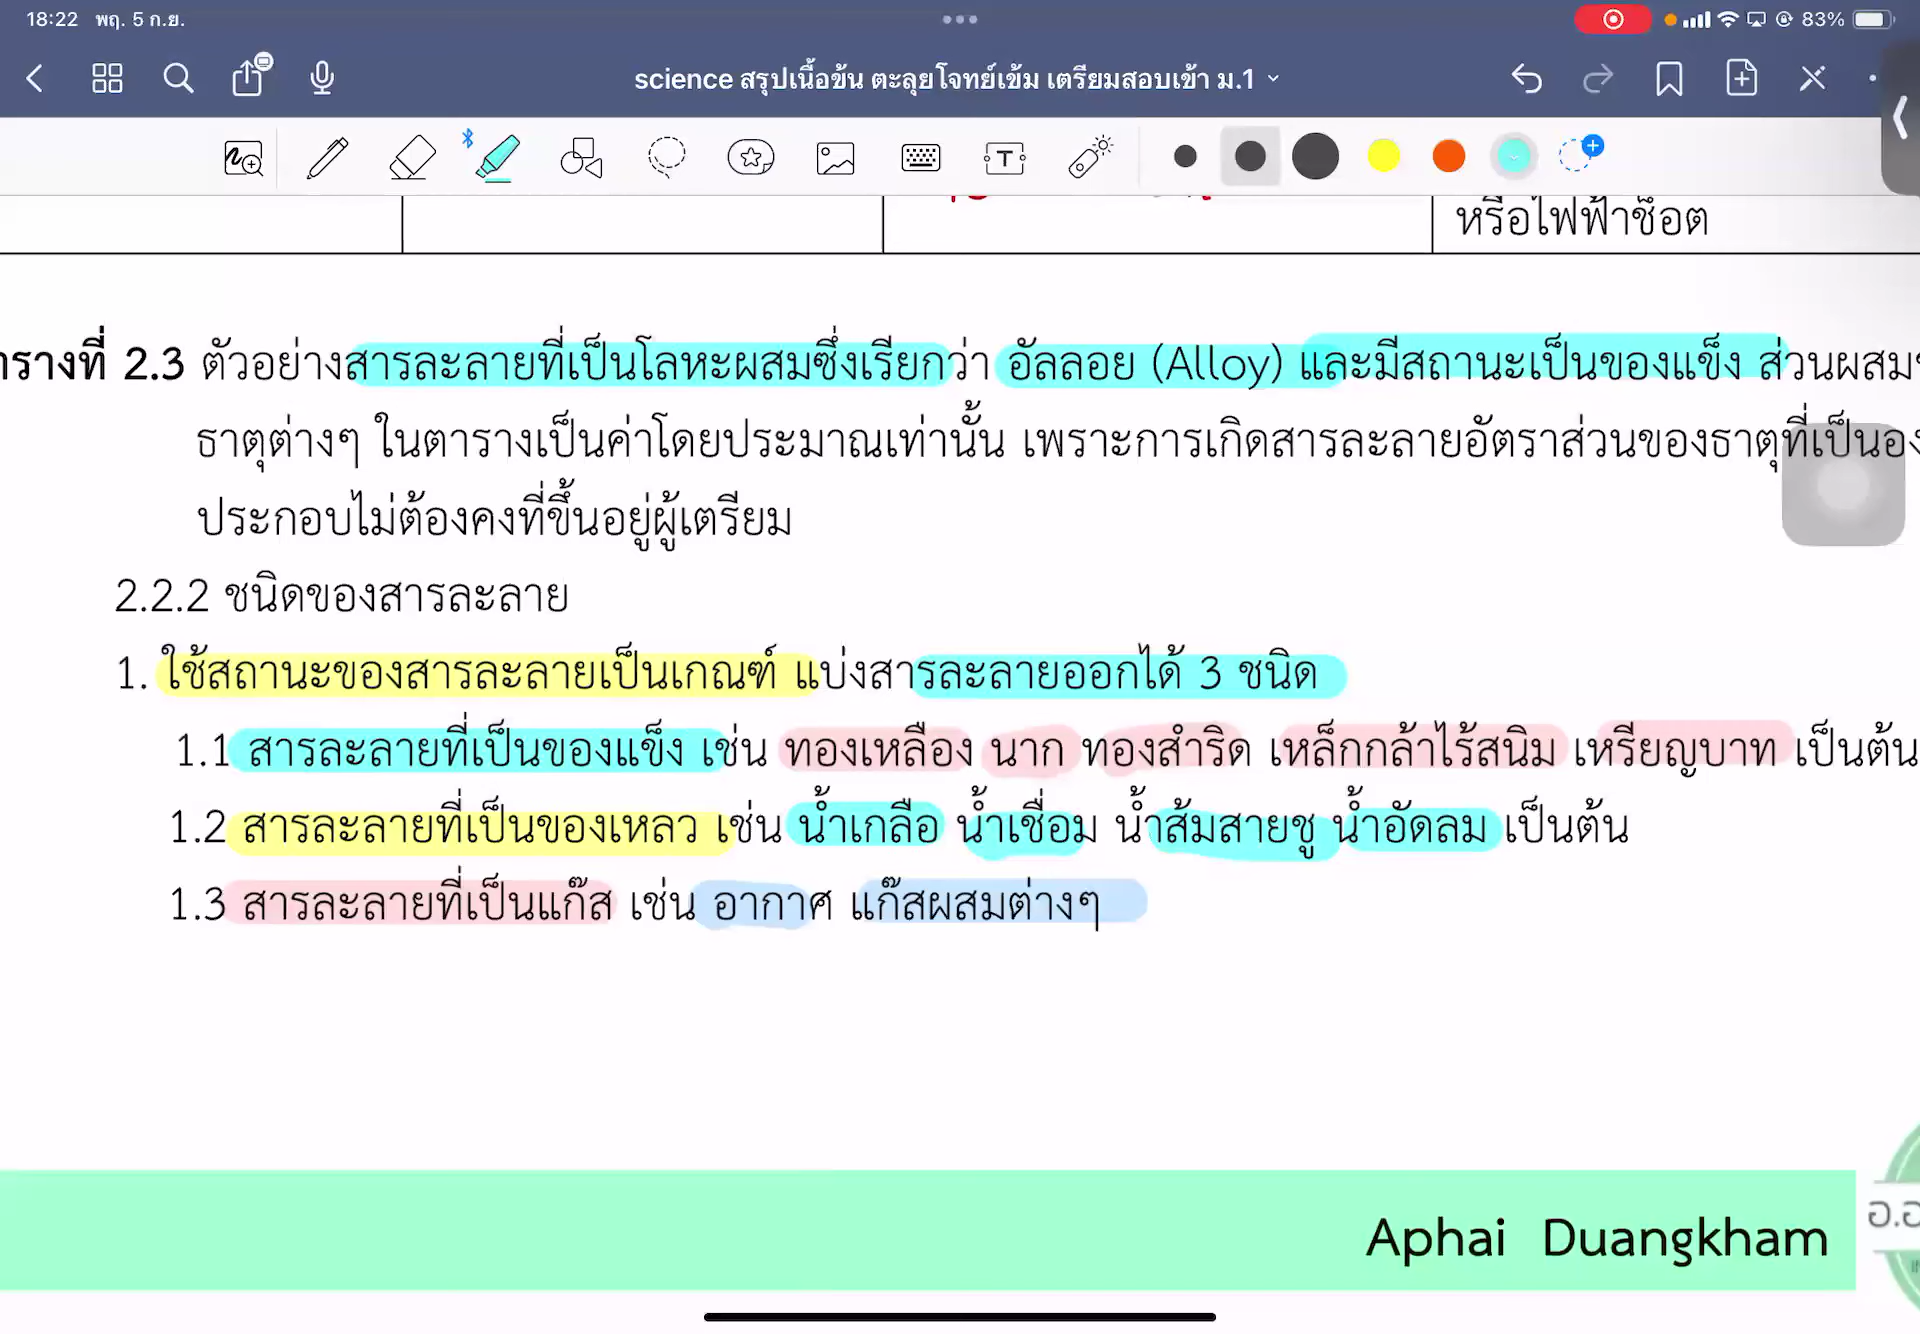 18:22 พฤ. 5 ก.ย.
83%
science สรุปเนื้อข้น ตะลุยโจทย์เข้ม เตรียมสอบเข้า ม.1
หรือไฟฟ้าช็อต
ารางที่ 2.3 ตัวอย่างสารละลายที่เป็นโลหะผสมซึ่งเรียกว่า อัลลอย (Alloy) และมีสถานะเป็นของแข็ง ส่วนผสม
ธาตุต่างๆ ในตารางเป็นค่าโดยประมาณเท่านั้น เพราะการเกิดสารละลายอัตราส่วนของธาตุที่เป็นอง
ประกอบไม่ต้องคงที่ขึ้นอยู่ผู้เตรียม
2.2.2 ชนิดของสารละลาย
1. ใช้สถานะของสารละลายเป็นเกณฑ์ แบ่งสารละลายออกได้ 3 ชนิด
1.1 สารละลายที่เป็นของแข็ง เช่น ทองเหลือง นาก ทองสำริด เหล็กกล้าไร้สนิม เหรียญบาท เป็นต้น
1.2 สารละลายที่เป็นของเหลว เช่น น้ำเกลือ น้ำเชื่อม น้ำส้มสายชู น้ำอัดลม เป็นต้น
1.3 สารละลายที่เป็นแก๊ส เช่น อากาศ แก๊สผสมต่างๆ
Aphai Duangkham